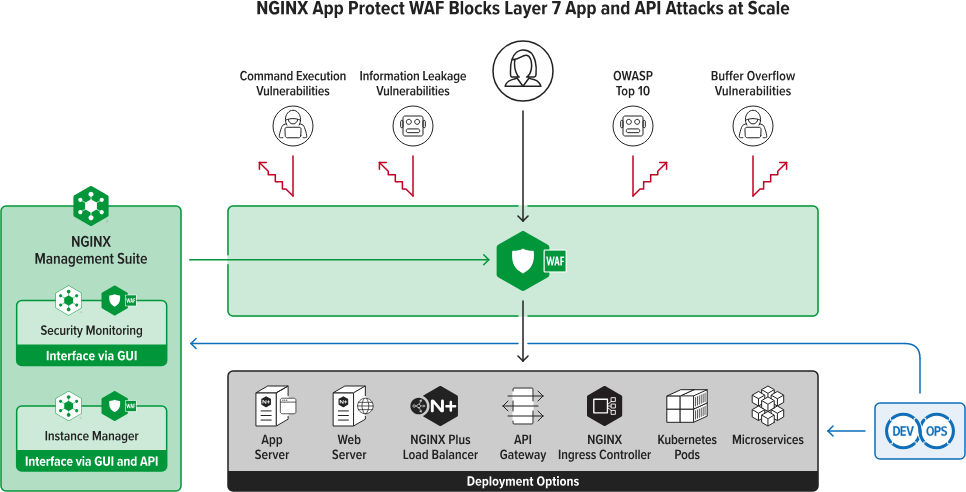 NGINX App Protect WAF Blocks Layer 7 App and API Attacks at Scale
Command Execution
Vulnerabilities
Information Leakage
Vulnerabilities
OWASP
Top 10
Buffer Overflow
Vulnerabilities
NGINX
Management Suite
WAF
WAF
Security Monitoring
Interface via GUI
WAF
Instance Manager
Interface via GUI and API
N+
App
Server
N+
Web
Server
N+
NGINX Plus
Load Balancer
API
Gateway
NGINX
Ingress Controller
Kubernetes
Pods
Microservices
Deployment Options
DEV
OPS